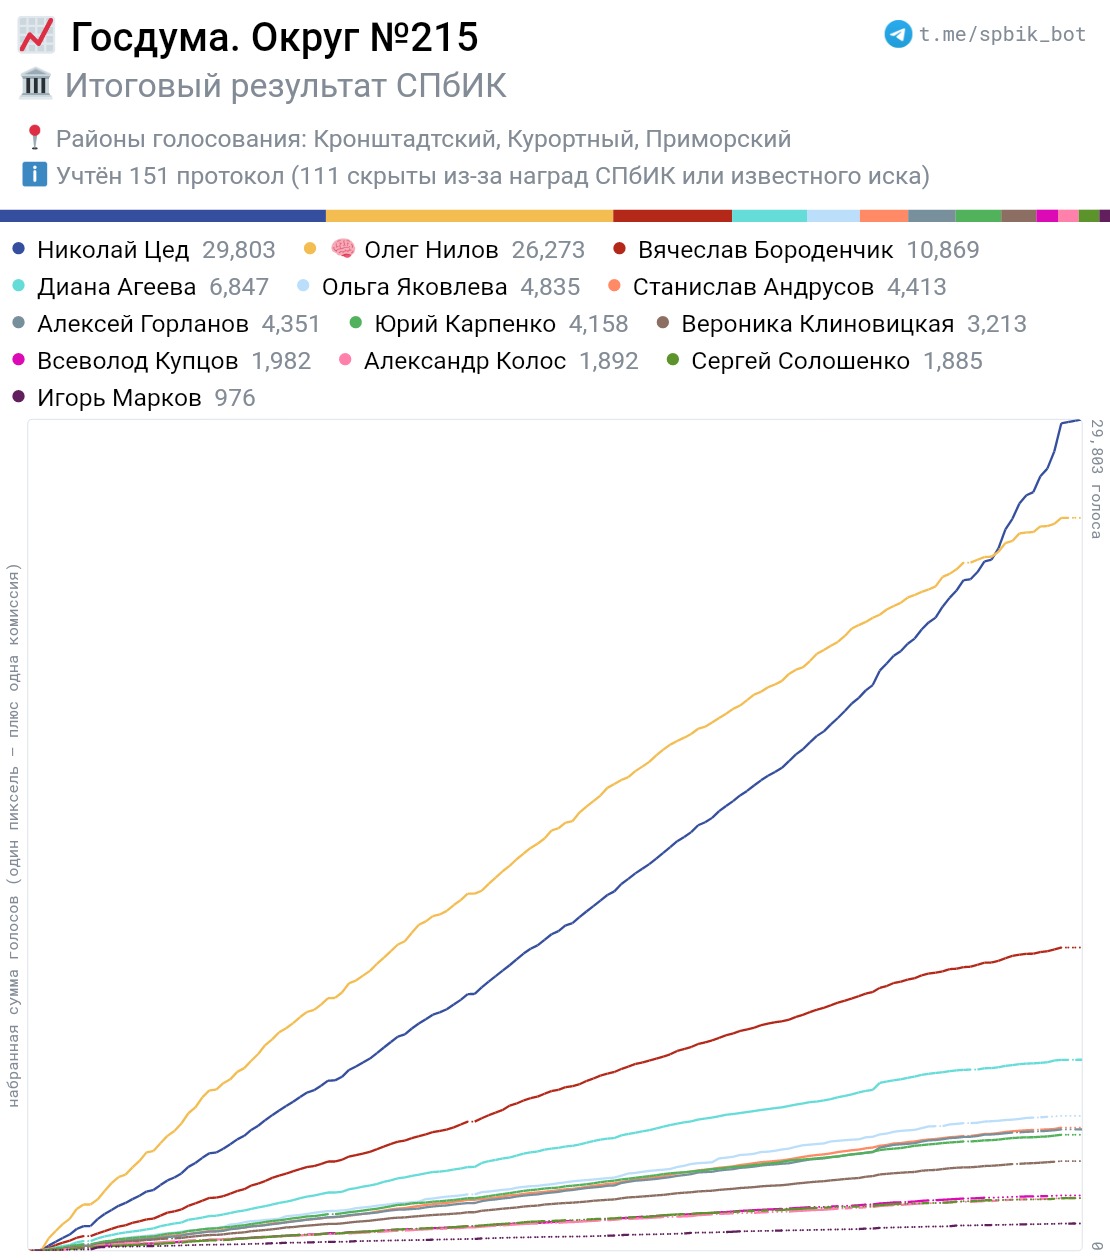 Госдума. Округ №215
t.me/spbik_bot
Итоговый результат СПбИК
Районы голосования: Кронштадтский, Курортный, Приморский
Учтён 151 протокол (111 скрыты из-за наград СПбИК или известного иска)
Николай Цед 29,803 Олег Нилов 26,273 Вячеслав Бороденчик 10,869
Диана Агеева 6,847 Ольга Яковлева 4,835 Станислав Андрусов 4,413
Алексей Горланов 4,351 Юрий Карпенко 4,158 Вероника Клиновицкая 3,213
Всеволод Купцов 1,982 Александр Колос 1,892 Сергей Солошенко 1,885
Игорь Марков 976
набранная сумма голосов (один пиксель — плюс одна комиссия)
29,803 голоса
0